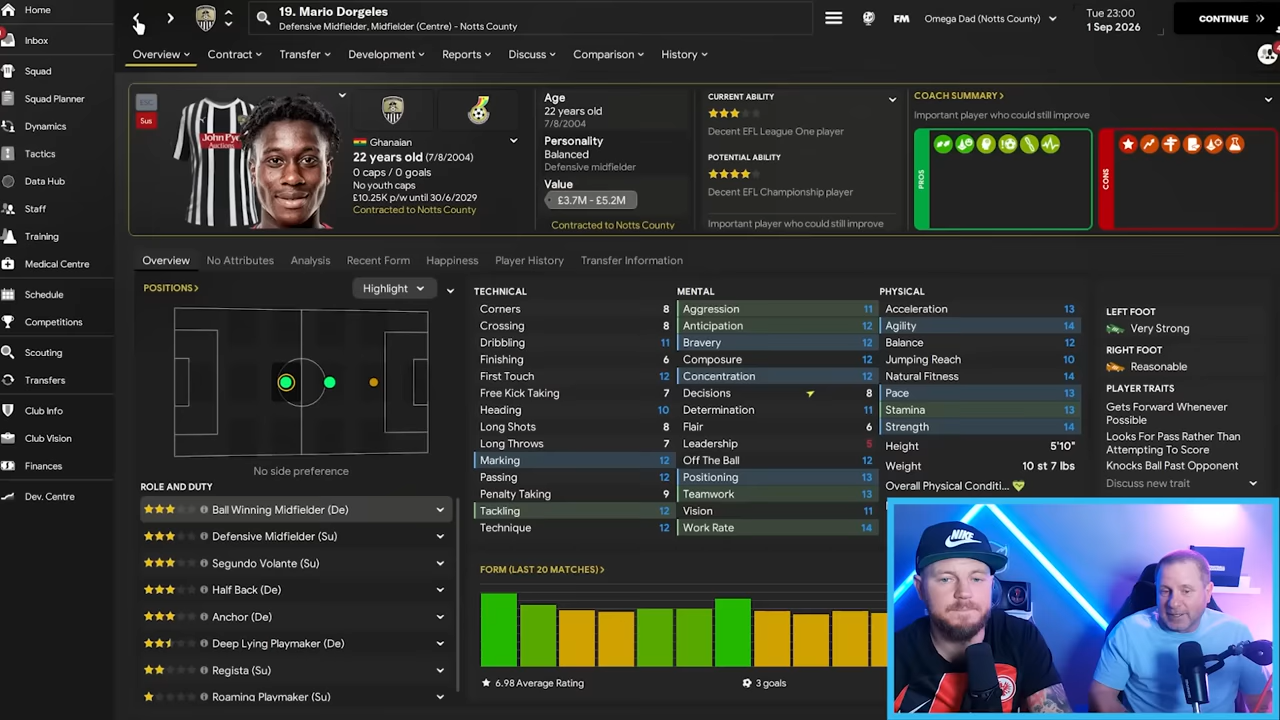 Home
Inbox
Squad
Squad Planner
Dynamics
Tactics
Data Hub
Staff
Training
Medical Centre
Schedule
Competitions
Scouting
Transfers
Club Info
Club Vision
Finances
Dev. Centre
19. Mario Dorgeles
Defensive Midfielder, Midfielder (Centre) - Notts County
FM
Omega Dad (Notts County)
Tue 23:00
1 Sep 2026
CONTINUE
Overview
Contract
Transfer
Development
Reports
Discuss
Comparison
History
Sus
John Pye
Auctions
Ghanaian
22 years old (7/8/2004)
0 caps / 0 goals
No youth caps
£10.25K p/w until 30/6/2029
Contracted to Notts County
Age
22 years old
7/8/2004
Personality
Balanced
Defensive midfielder
Value
£3.7M - £5.2M
Contracted to Notts County
CURRENT ABILITY
Decent EFL League One player
POTENTIAL ABILITY
Decent EFL Championship player
Important player who could still improve
COACH SUMMARY
Important player who could still improve
PROS
CONS
Overview
No Attributes
Analysis
Recent Form
Happiness
Player History
Transfer Information
POSITIONS
Highlight
No side preference
ROLE AND DUTY
Ball Winning Midfielder (De)
Defensive Midfielder (Su)
Segundo Volante (Su)
Half Back (De)
Anchor (De)
Deep Lying Playmaker (De)
Regista (Su)
Roaming Playmaker (Su)
TECHNICAL
Corners 8
Crossing 8
Dribbling 11
Finishing 6
First Touch 12
Free Kick Taking 7
Heading 10
Long Shots 8
Long Throws 7
Marking 12
Passing 12
Penalty Taking 9
Tackling 12
Technique 12
MENTAL
Aggression 11
Anticipation 12
Bravery 12
Composure 12
Concentration 12
Decisions 8
Determination 11
Flair 6
Leadership 5
Off The Ball 12
Positioning 13
Teamwork 13
Vision 11
Work Rate 14
PHYSICAL
Acceleration 13
Agility 14
Balance 12
Jumping Reach 10
Natural Fitness 14
Pace 13
Stamina 13
Strength 14
Height 5'10"
Weight 10 st 7 lbs
Overall Physical Conditi...
LEFT FOOT
Very Strong
RIGHT FOOT
Reasonable
PLAYER TRAITS
Gets Forward Whenever
Possible
Looks For Pass Rather Than
Attempting To Score
Knocks Ball Past Opponent
Discuss new trait
FORM (LAST 20 MATCHES)
6.98 Average Rating
3 goals
NIKE